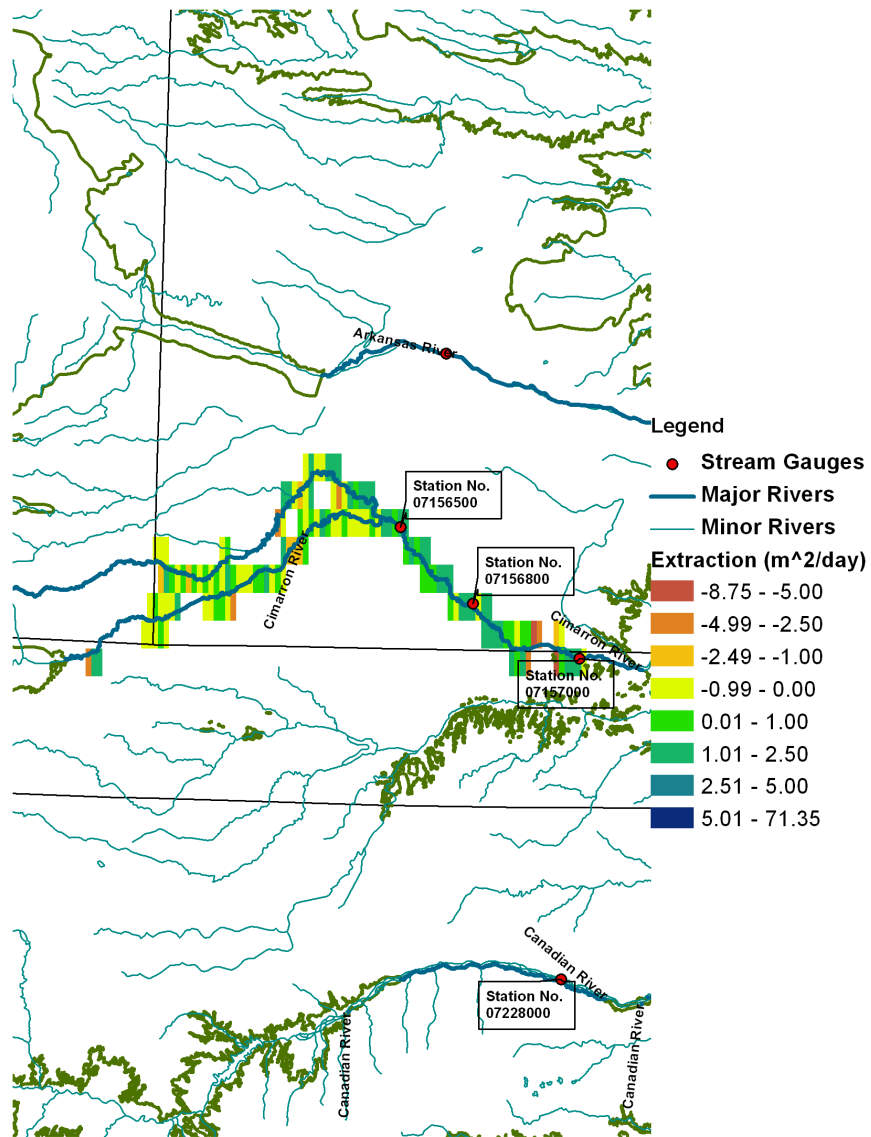 Arkansas River
Legend
Stream Gauges
Major Rivers
Minor Rivers
Extraction (m^2/day)
-8.75 - -5.00
-4.99 - -2.50
-2.49 - -1.00
-0.99 - 0.00
0.01 - 1.00
1.01 - 2.50
2.51 - 5.00
5.01 - 71.35
Station No.
07156500
Station No.
07156800
Cimarron River
Cimarron River
Station No.
07157000
Canadian River
Station No.
07228000
Canadian River
Canadian River